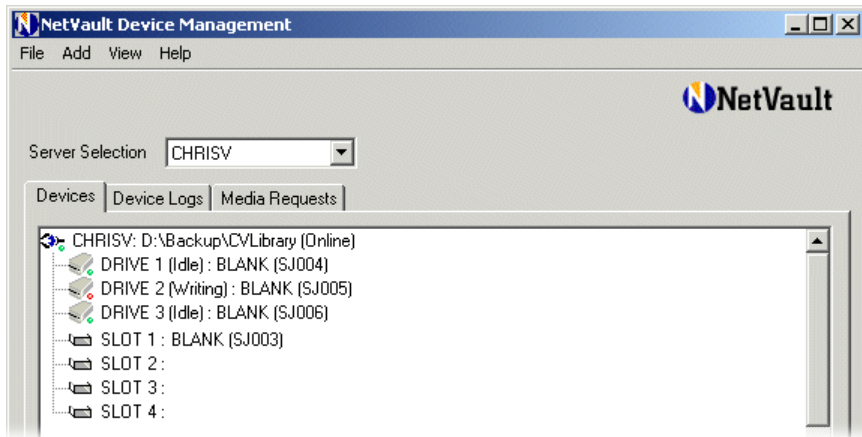 NetVault Device Management
File Add View Help
NetVault
Server Selection CHRISV
Devices Device Logs Media Requests
CHRISV: D:\Backup\CVLibrary (Online)
DRIVE 1 (Idle) : BLANK (SJ004)
DRIVE 2 (Writing) : BLANK (SJ005)
DRIVE 3 (Idle) : BLANK (SJ006)
SLOT 1 : BLANK (SJ003)
SLOT 2 :
SLOT 3 :
SLOT 4 :